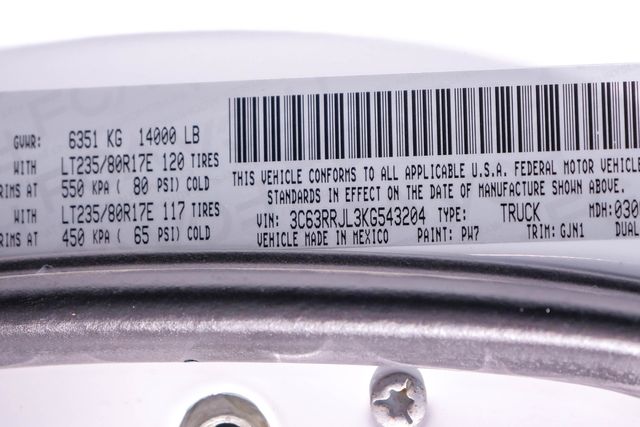 GVWR: 6351 KG 14000 LB
WITH LT235/80R17E 120 TIRES
RIMS AT 550 KPA ( 80 PSI) COLD
WITH LT235/80R17E 117 TIRES
RIMS AT 450 KPA ( 65 PSI) COLD
THIS VEHICLE CONFORMS TO ALL APPLICABLE U.S.A. FEDERAL MOTOR VEHICLE
STANDARDS IN EFFECT ON THE DATE OF MANUFACTURE SHOWN ABOVE.
VIN: 3C63RRJL3KG543204 TYPE: TRUCK MDH: 030
VEHICLE MADE IN MEXICO PAINT: PW7 TRIM: GJN1 DUAL